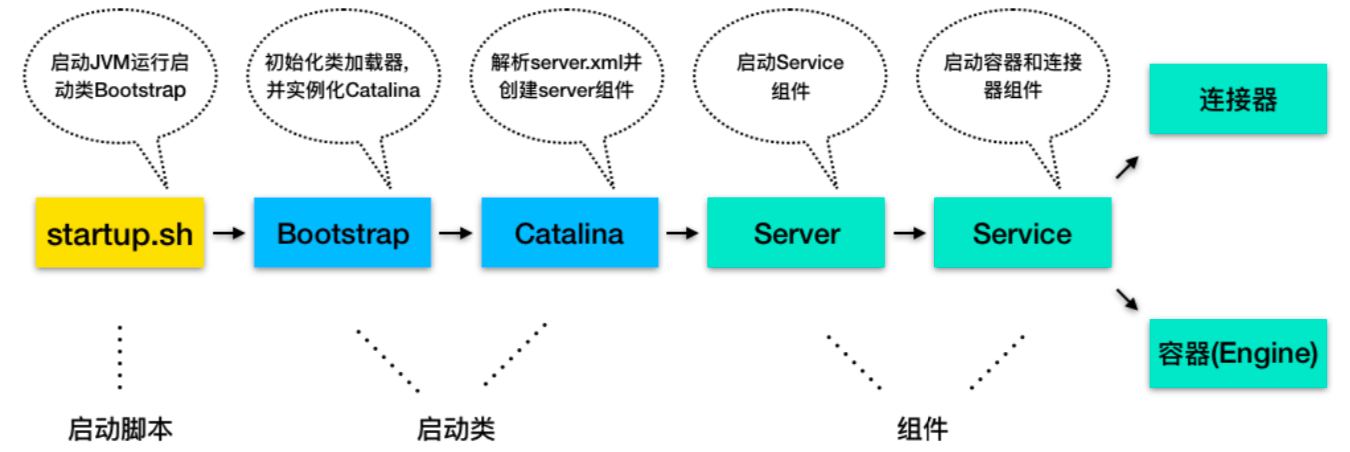 启动JVM运行启
动类Bootstrap
初始化类加载器,
并实例化Catalina
解析server.xml并
创建server组件
启动Service
组件
启动容器和连接
器组件
连接器
startup.sh
Bootstrap
Catalina
Server
Service
容器(Engine)
启动脚本
启动类
组件